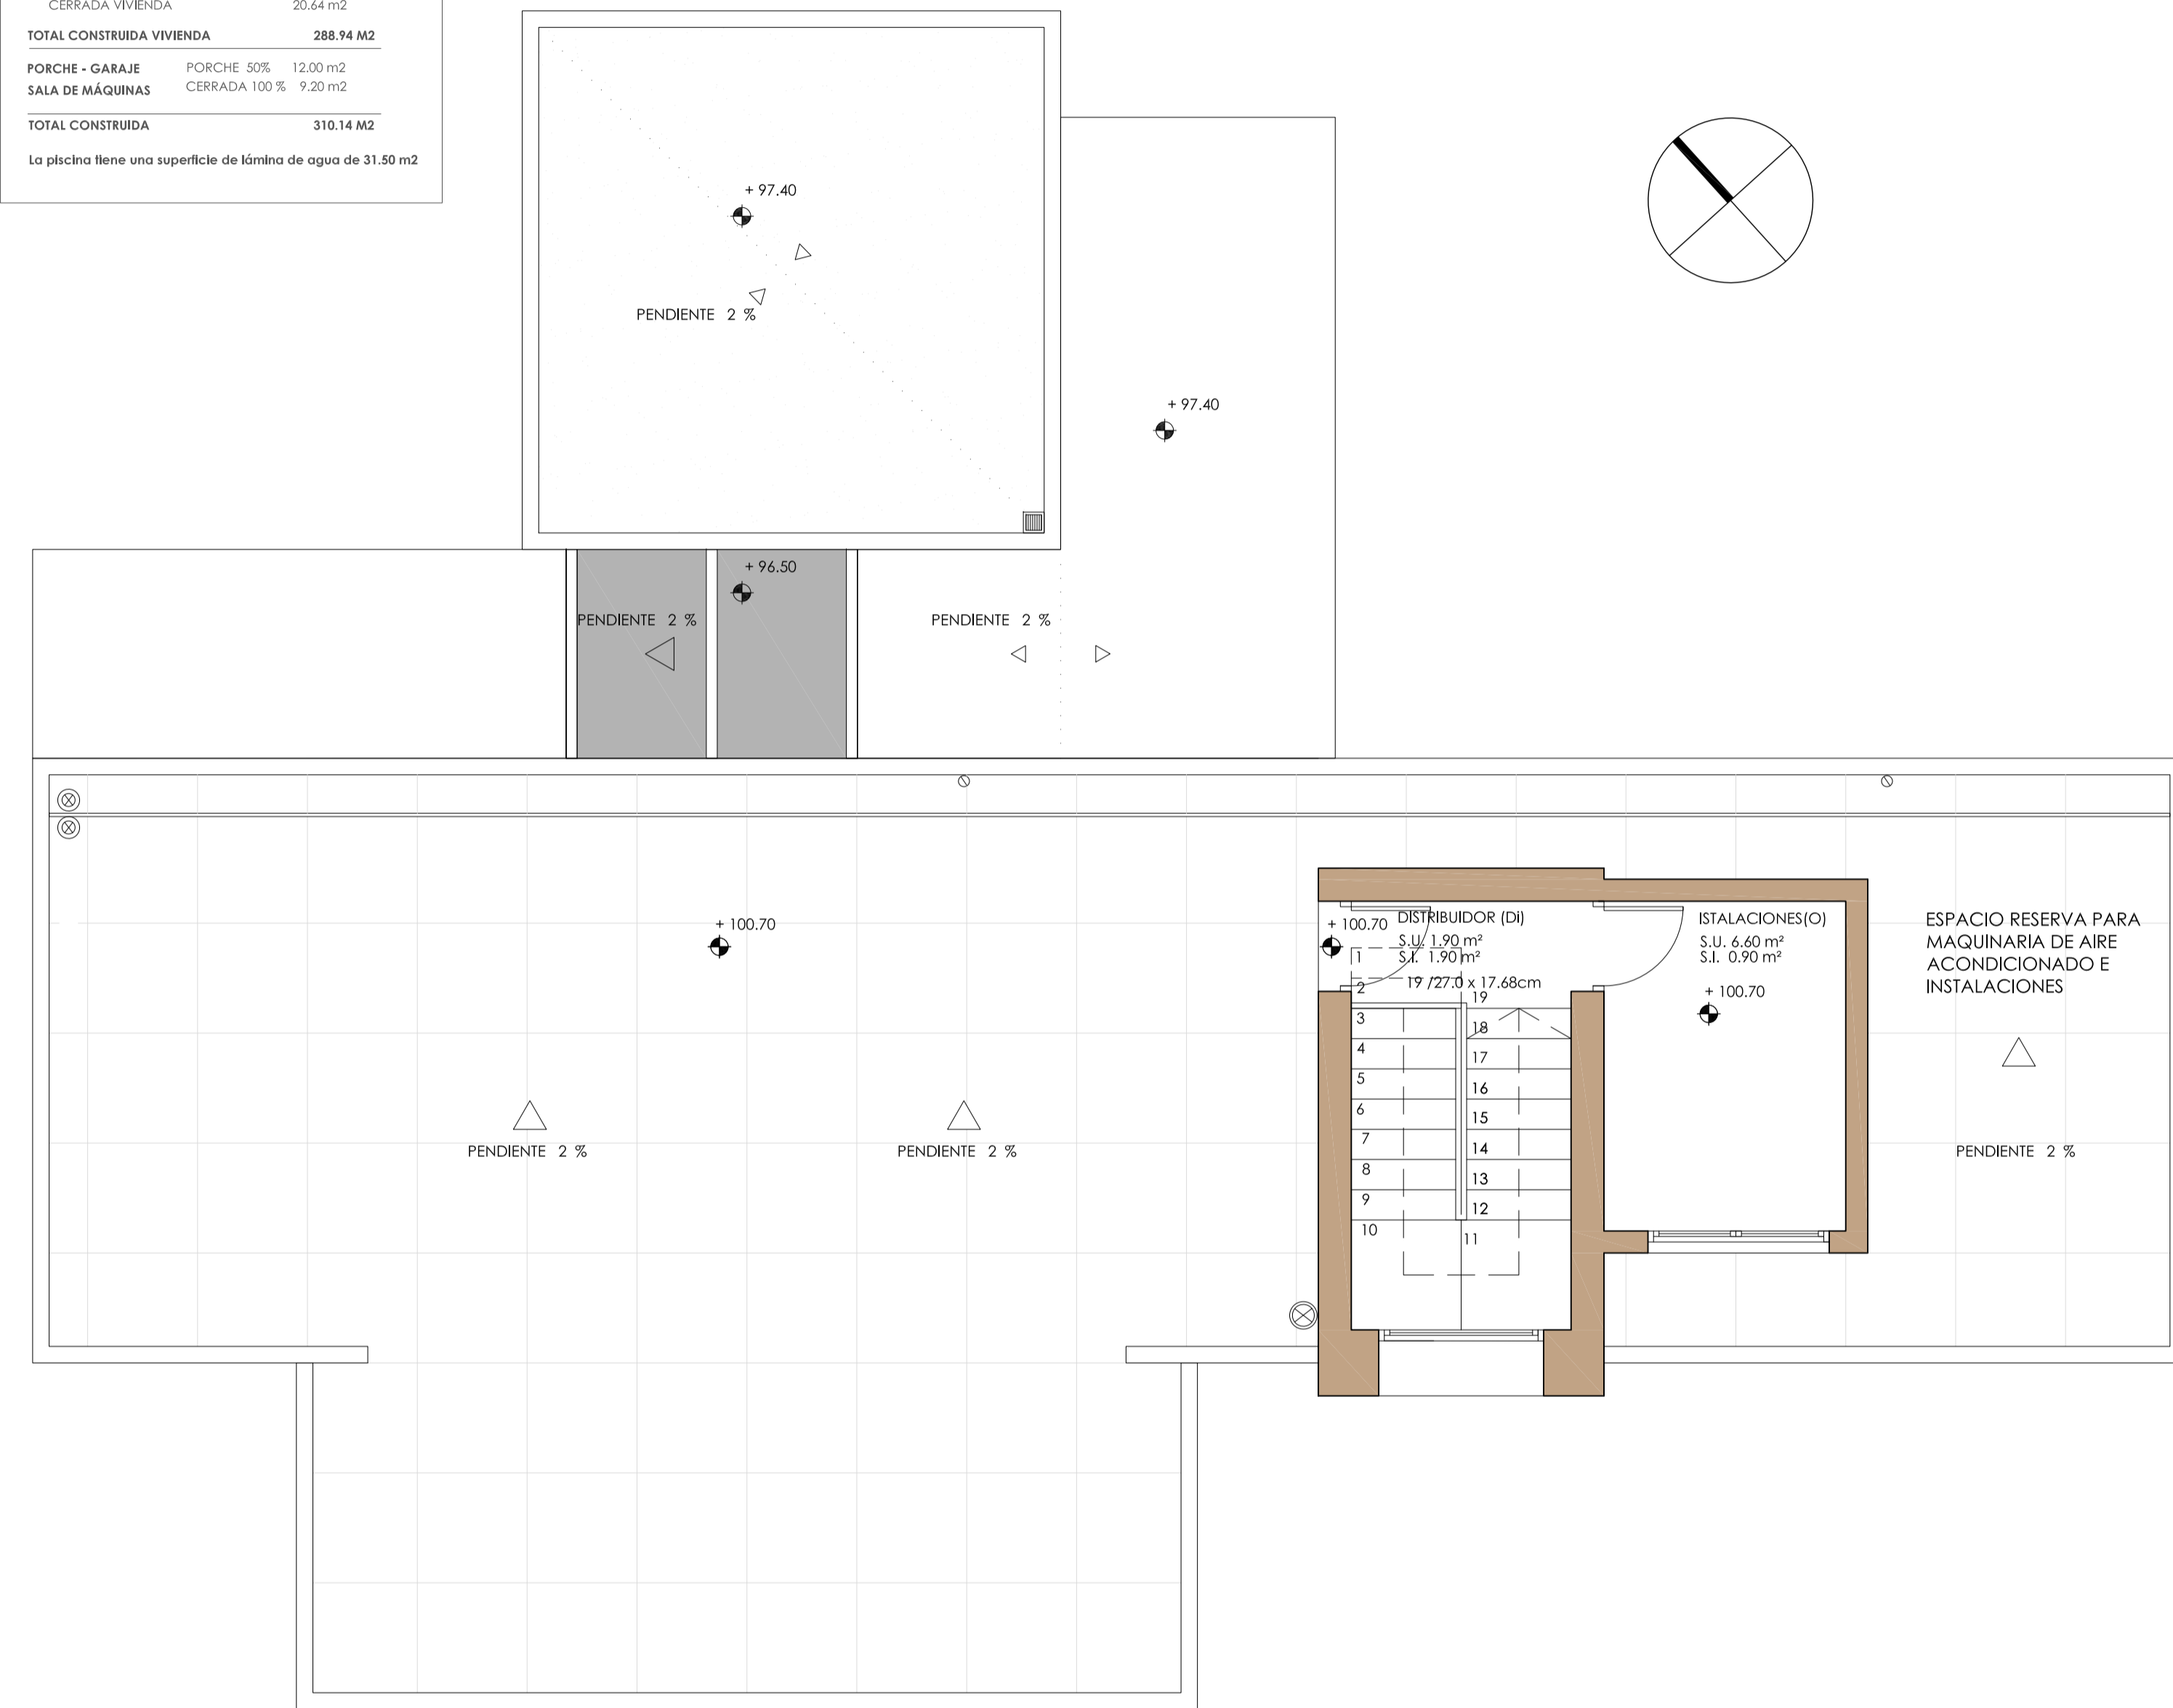 CERRADA VIVIENDA 20.64 m2
TOTAL CONSTRUIDA VIVIENDA 288.94 M2
PORCHE - GARAJE PORCHE 50% 12.00 m2
SALA DE MÁQUINAS CERRADA 100 % 9.20 m2
TOTAL CONSTRUIDA 310.14 M2
La piscina tiene una superficie de lámina de agua de 31.50 m2
+ 97.40
PENDIENTE 2 %
+ 97.40
+ 96.50
PENDIENTE 2 %
PENDIENTE 2 %
+ 100.70
PENDIENTE 2 %
PENDIENTE 2 %
+ 100.70
DISTRIBUIDOR (Di)
S.U. 1.90 m²
S.I. 1.90 m²
19 /27.0 x 17.68cm
1
2
3
4
5
6
7
8
9
10
11
12
13
14
15
16
17
18
19
ISTALACIONES(O)
S.U. 6.60 m²
S.I. 0.90 m²
+ 100.70
ESPACIO RESERVA PARA
MAQUINARIA DE AIRE
ACONDICIONADO E
INSTALACIONES
PENDIENTE 2 %